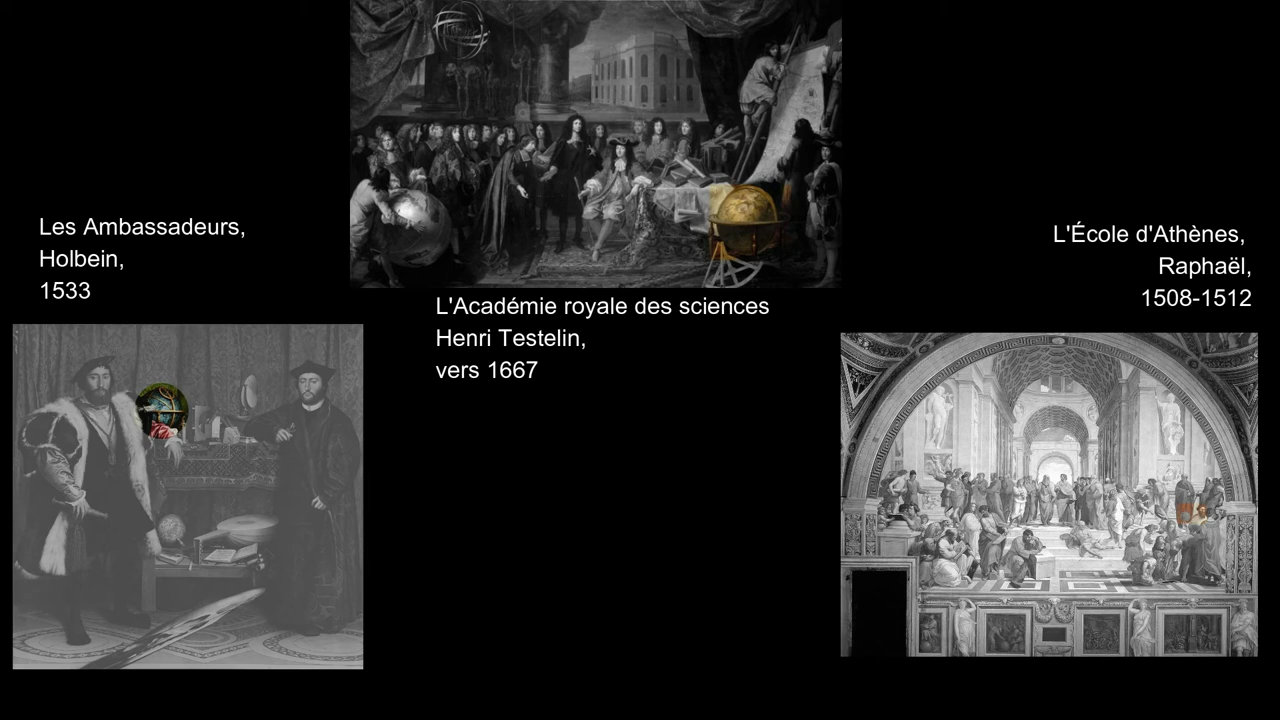 Les Ambassadeurs,
Holbein,
1533
L'Académie royale des sciences
Henri Testelin,
vers 1667
L'École d'Athènes,
Raphaël,
1508-1512